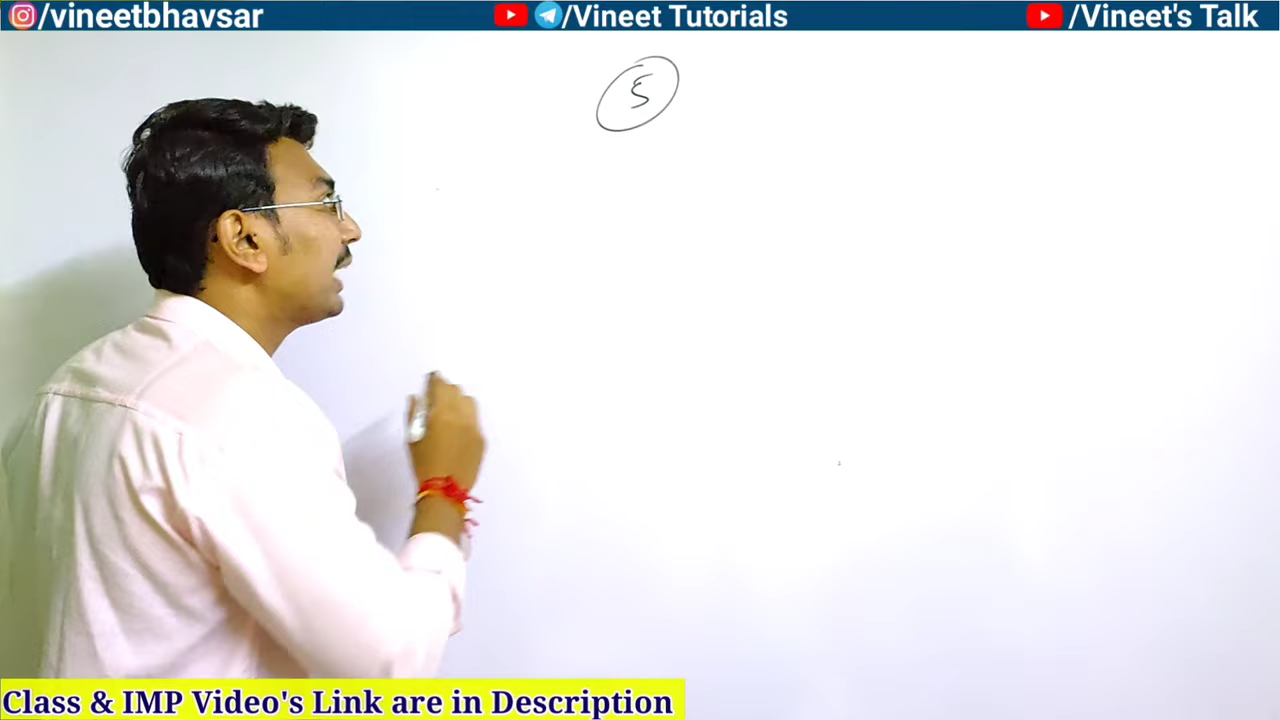 /vineetbhavsar
/Vineet Tutorials
/Vineet's Talk
Class & IMP Video's Link are in Description